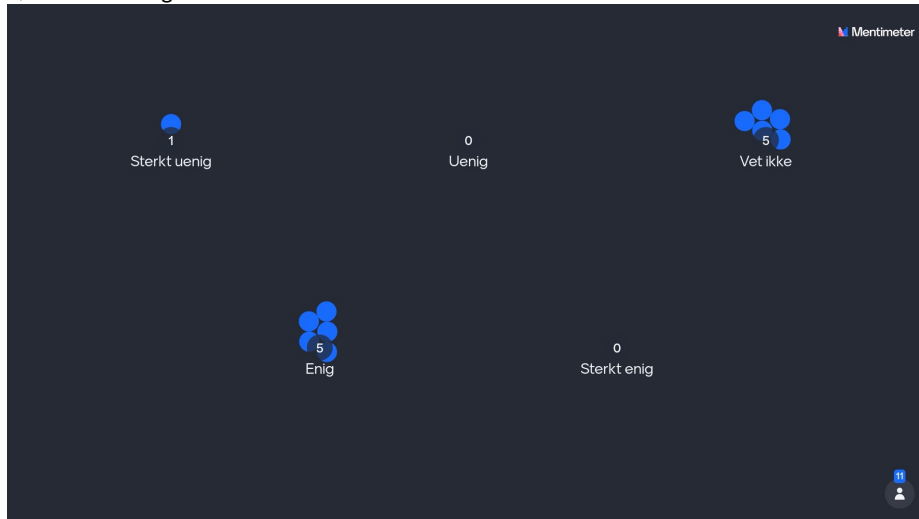 Mentimeter
1
Sterkt uenig
0
Uenig
5
Vet ikke
5
Enig
0
Sterkt enig
11